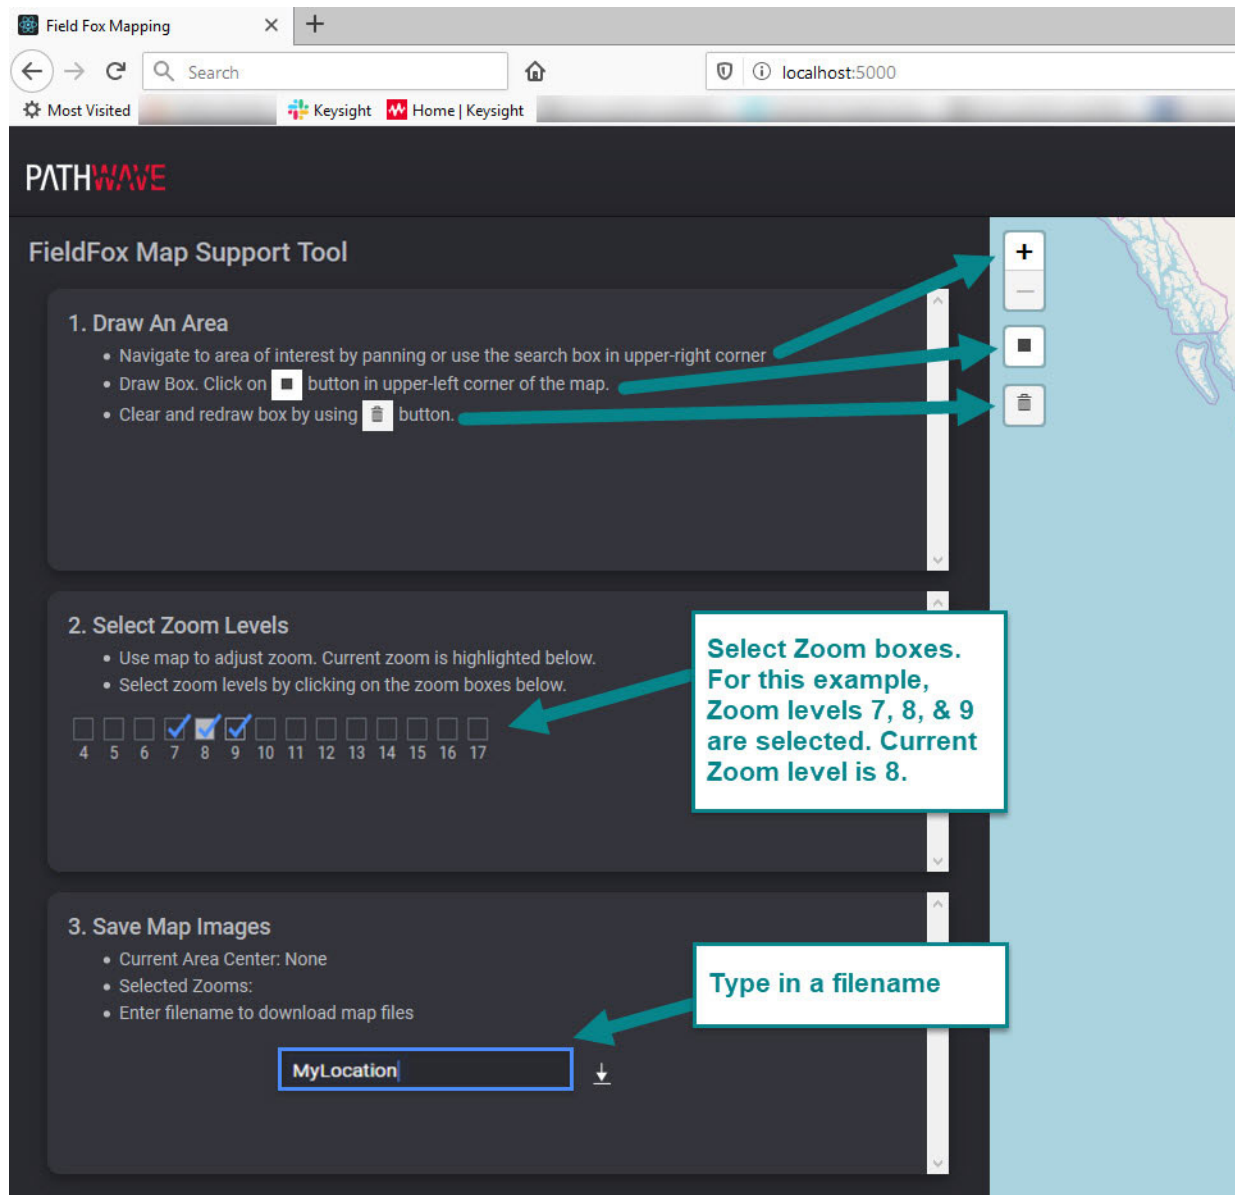 Field Fox Mapping
Search
localhost:5000
Most Visited
Keysight
Home | Keysight
PATHWAVE
FieldFox Map Support Tool
1. Draw An Area
• Navigate to area of interest by panning or use the search box in upper-right corner
• Draw Box. Click on button in upper-left corner of the map.
• Clear and redraw box by using button.
+
−
2. Select Zoom Levels
• Use map to adjust zoom. Current zoom is highlighted below.
• Select zoom levels by clicking on the zoom boxes below.
4 5 6 7 8 9 10 11 12 13 14 15 16 17
Select Zoom boxes.
For this example,
Zoom levels 7, 8, & 9
are selected. Current
Zoom level is 8.
3. Save Map Images
• Current Area Center: None
• Selected Zooms:
• Enter filename to download map files
Type in a filename
MyLocation